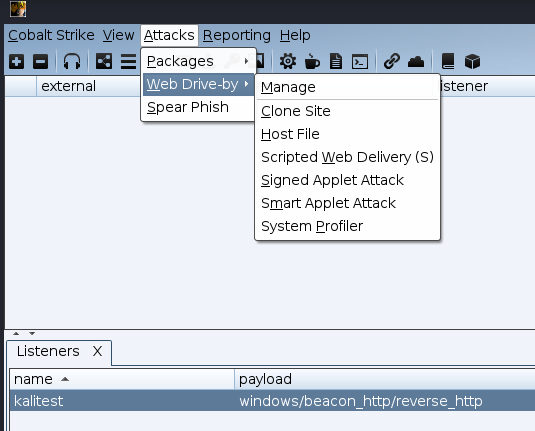 Cobalt Strike View Attacks Reporting Help
Packages
Web Drive-by
Spear Phish
Manage
Clone Site
Host File
Scripted Web Delivery (S)
Signed Applet Attack
Smart Applet Attack
System Profiler
external
istener
Listeners X
name payload
kalitest windows/beacon_http/reverse_http